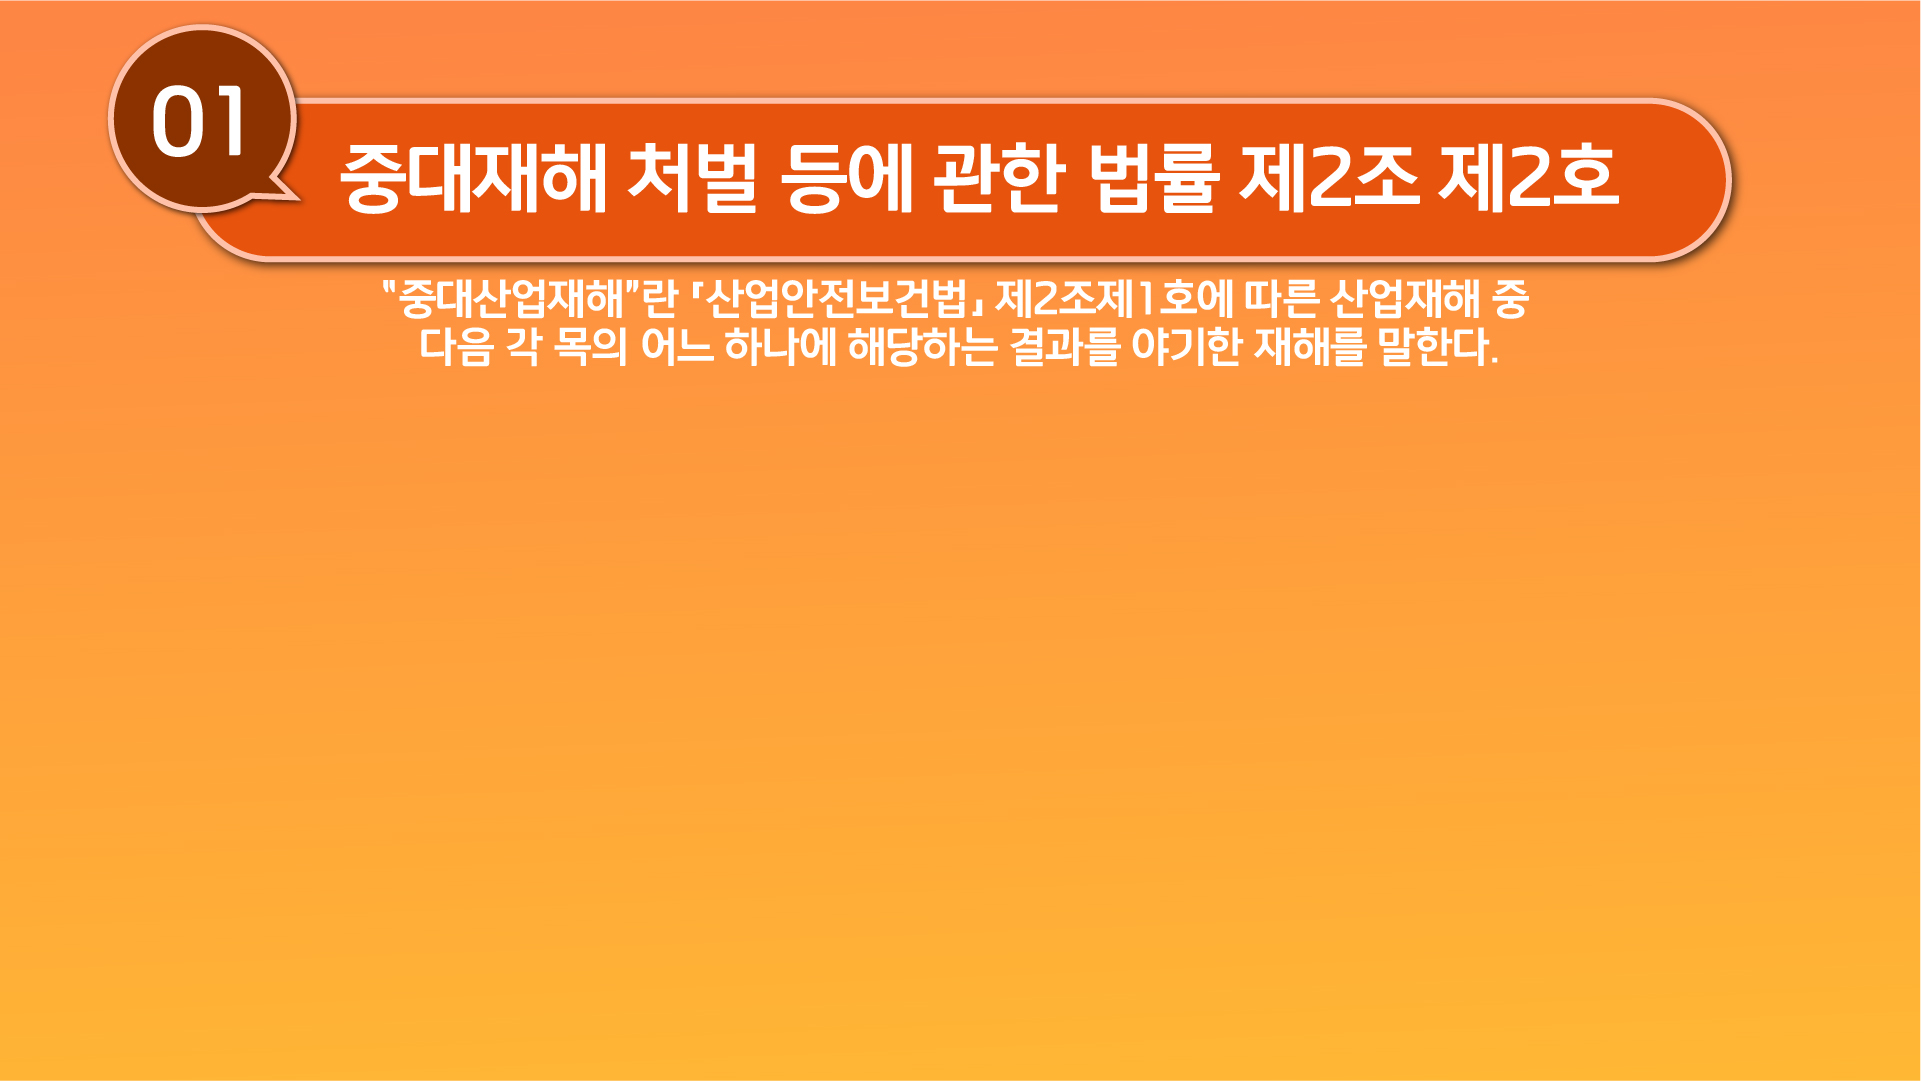 01
중대재해 처벌 등에 관한 법률 제2조 제2호
“중대산업재해”란 『산업안전보건법』 제2조제1호에 따른 산업재해 중
다음 각 목의 어느 하나에 해당하는 결과를 야기한 재해를 말한다.